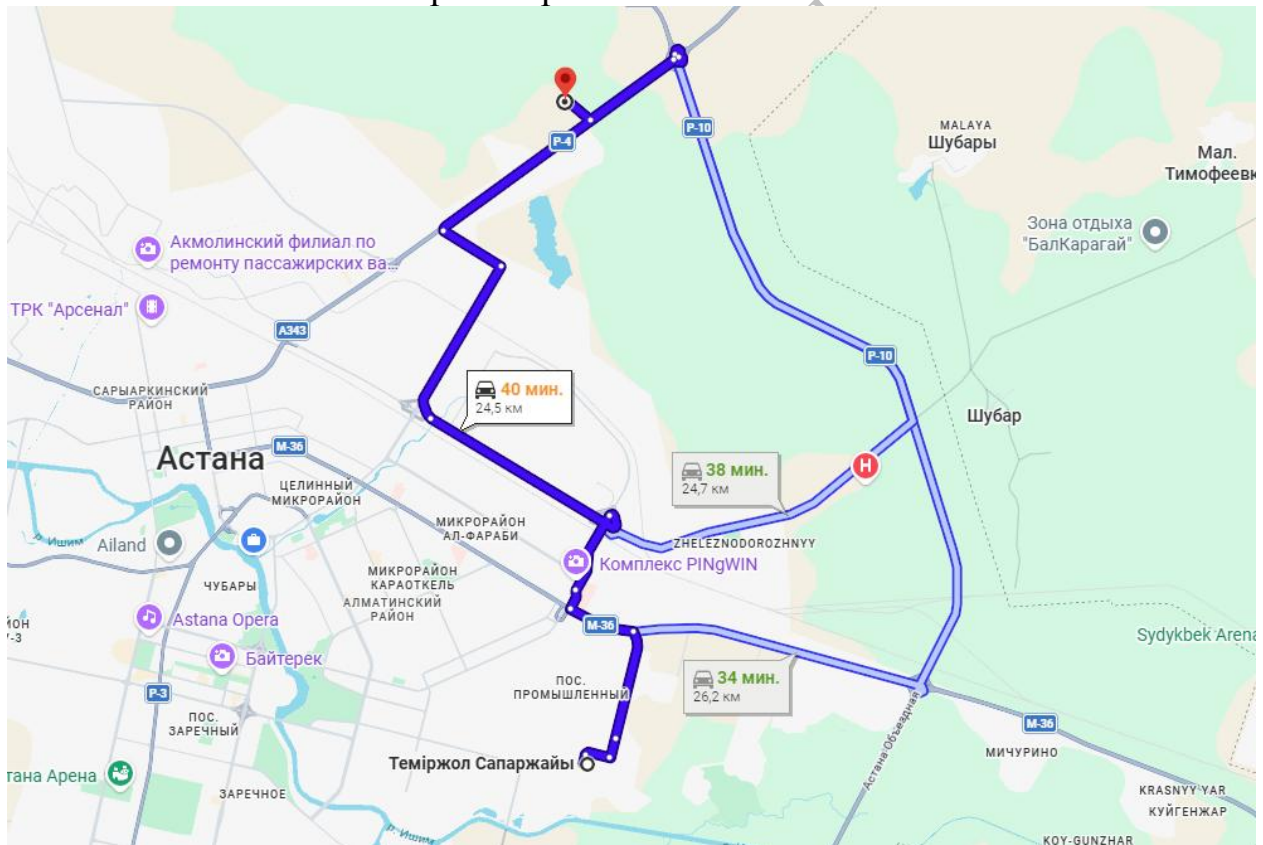 P-10
MALAYA
Шубары
Мал.
Тимофеевк
P-4
Зона отдыха
"БалКарагай"
Акмолинский филиал по
ремонту пассажирских ва...
ТРК "Арсенал"
A343
P-10
САРЫАРКИНСКИЙ
РАЙОН
40 мин.
24,5 км
Шубар
Астана
M-36
38 мин.
24,7 км
H
ЦЕЛИННЫЙ
МИКРОРАЙОН
МИКРОРАЙОН
АЛ-ФАРАБИ
р. Ишим
Ailand
ZHELEZNODOROZHNYY
Комплекс PINgWIN
МИКРОРАЙОН
КАРАОТКЕЛЬ
ЧУБАРЫ
АЛМАТИНСКИЙ
РАЙОН
ЙОН
У-3
Astana Opera
M-36
Sydykbek Arena
Байтерек
34 мин.
26,2 км
ПОС.
ПРОМЫШЛЕННЫЙ
P-3
ПОС.
ЗАРЕЧНЫЙ
M-36
Астана Объездная
МИЧУРИНО
Теміржол Сапаржайы
тана Арена
ЗАРЕЧНОЕ
KRASNYY YAR
КУЙГЕНЖАР
р. Ишим
KOY-GUNZHAR